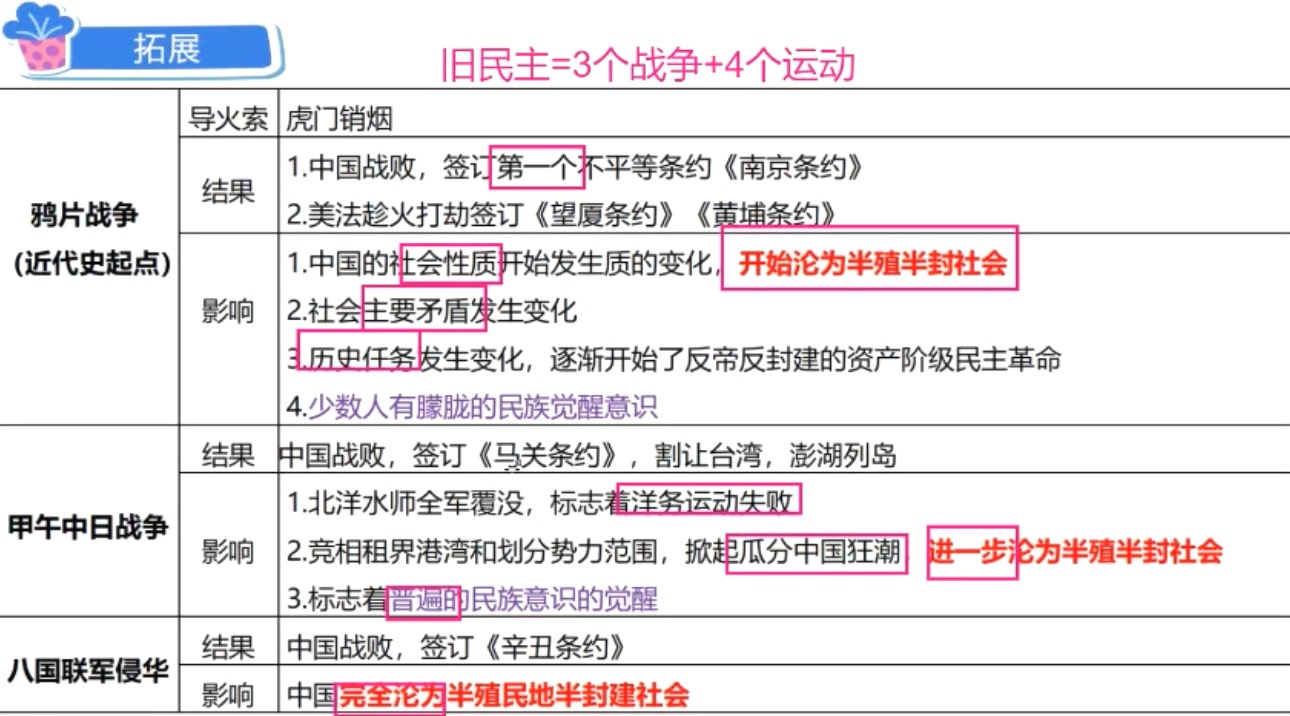 拓展
旧民主=3个战争+4个运动
鸦片战争
(近代史起点)
导火索
虎门销烟
结果
1.中国战败，签订第一个不平等条约《南京条约》
2.美法趁火打劫签订《望厦条约》《黄埔条约》
影响
1.中国的社会性质开始发生质的变化，开始沦为半殖半封社会
2.社会主要矛盾发生变化
3.历史任务发生变化，逐渐开始了反帝反封建的资产阶级民主革命
4.少数人有朦胧的民族觉醒意识
甲午中日战争
结果
中国战败，签订《马关条约》，割让台湾，澎湖列岛
影响
1.北洋水师全军覆没，标志着洋务运动失败
2.竞相租界港湾和划分势力范围，掀起瓜分中国狂潮，进一步沦为半殖半封社会
3.标志着普遍的民族意识的觉醒
八国联军侵华
结果
中国战败，签订《辛丑条约》
影响
中国完全沦为半殖民地半封建社会